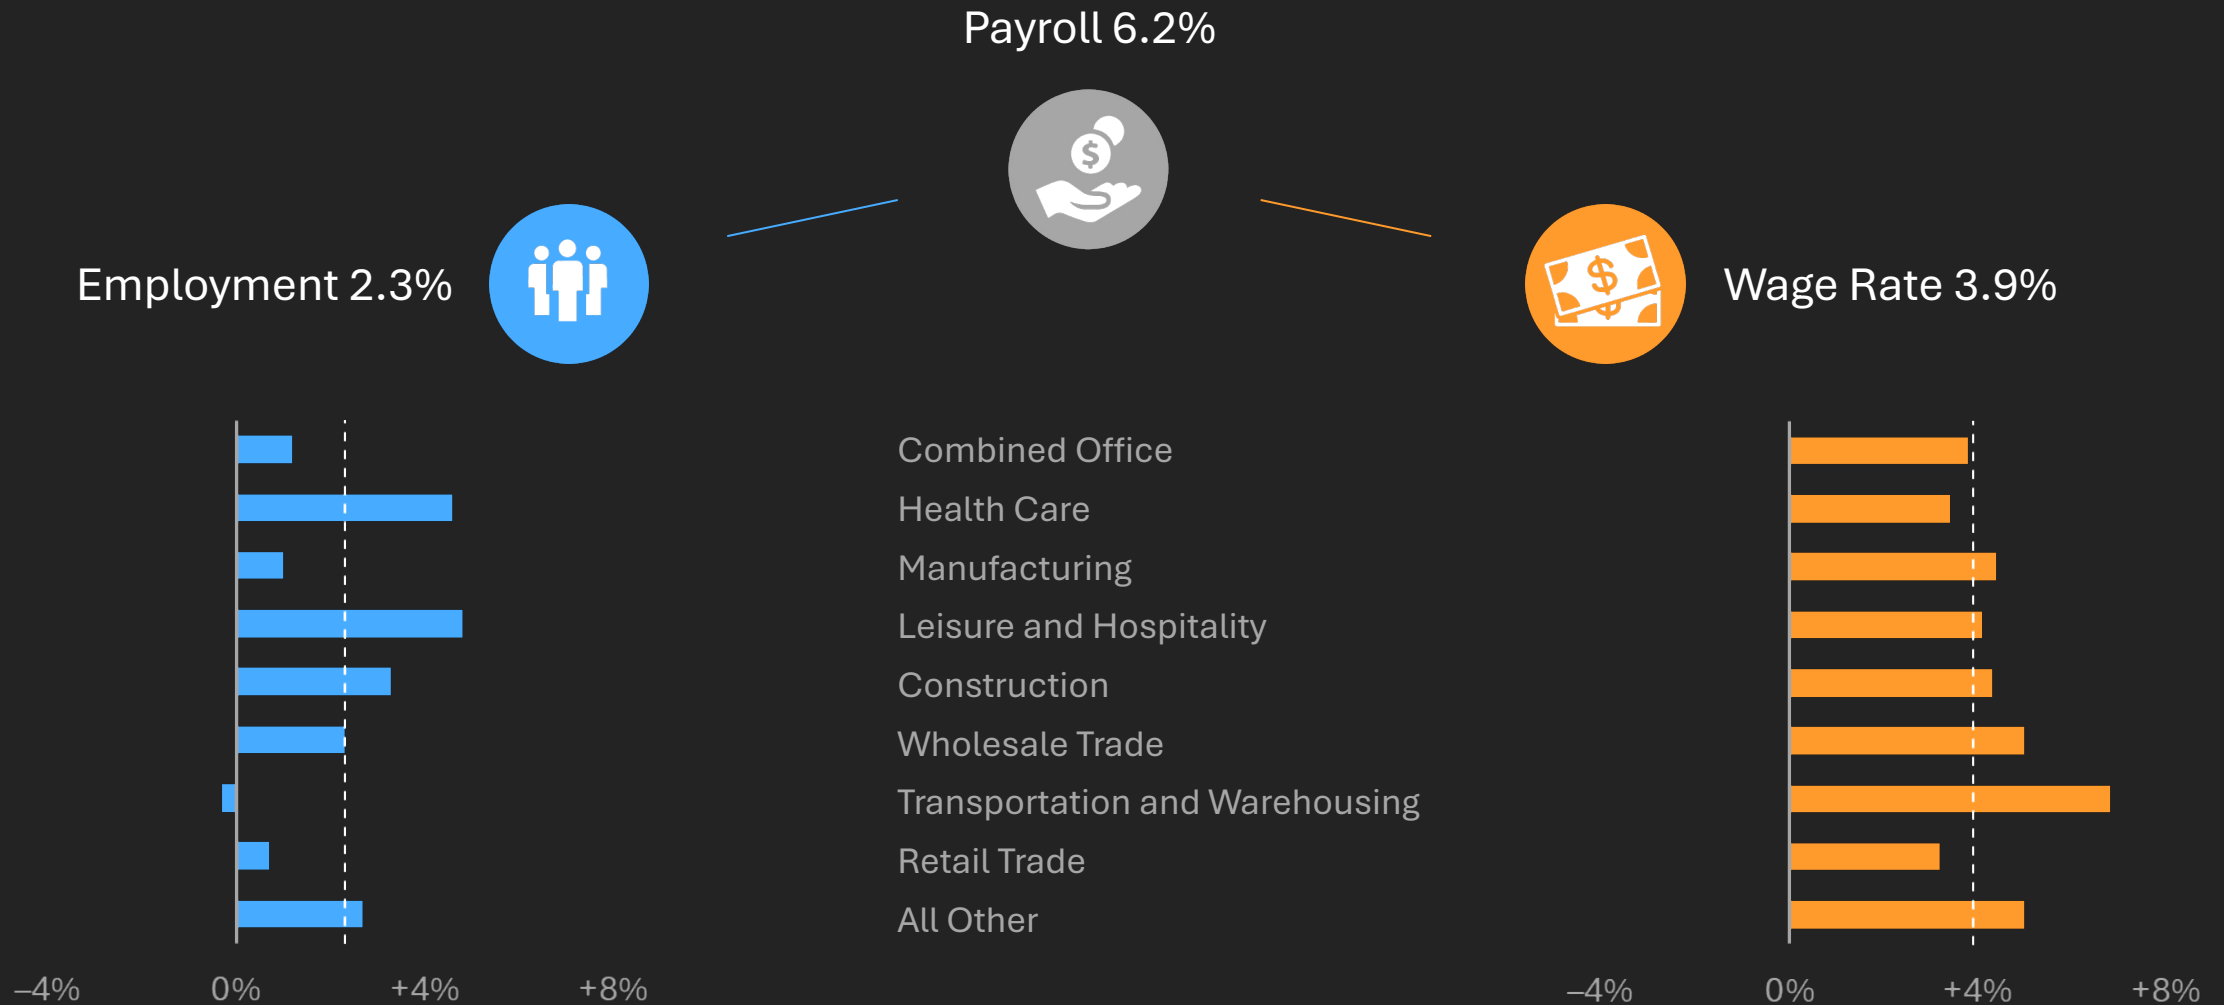 Payroll 6.2%
Employment 2.3%
Wage Rate 3.9%
Combined Office
Health Care
Manufacturing
Leisure and Hospitality
Construction
Wholesale Trade
Transportation and Warehousing
Retail Trade
All Other
–4% 0% +4% +8%
–4% 0% +4% +8%